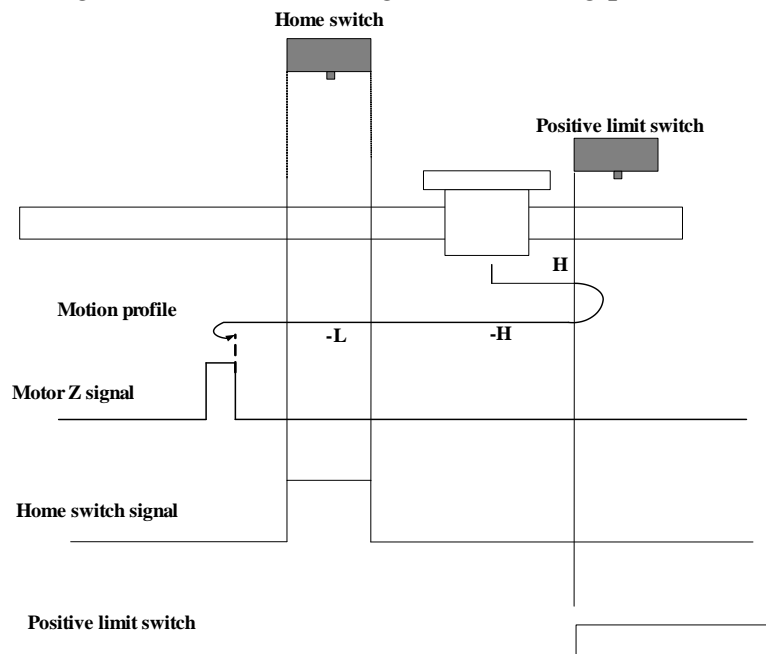 Home switch
Positive limit switch
H
Motion profile
-L
-H
Motor Z signal
Home switch signal
Positive limit switch